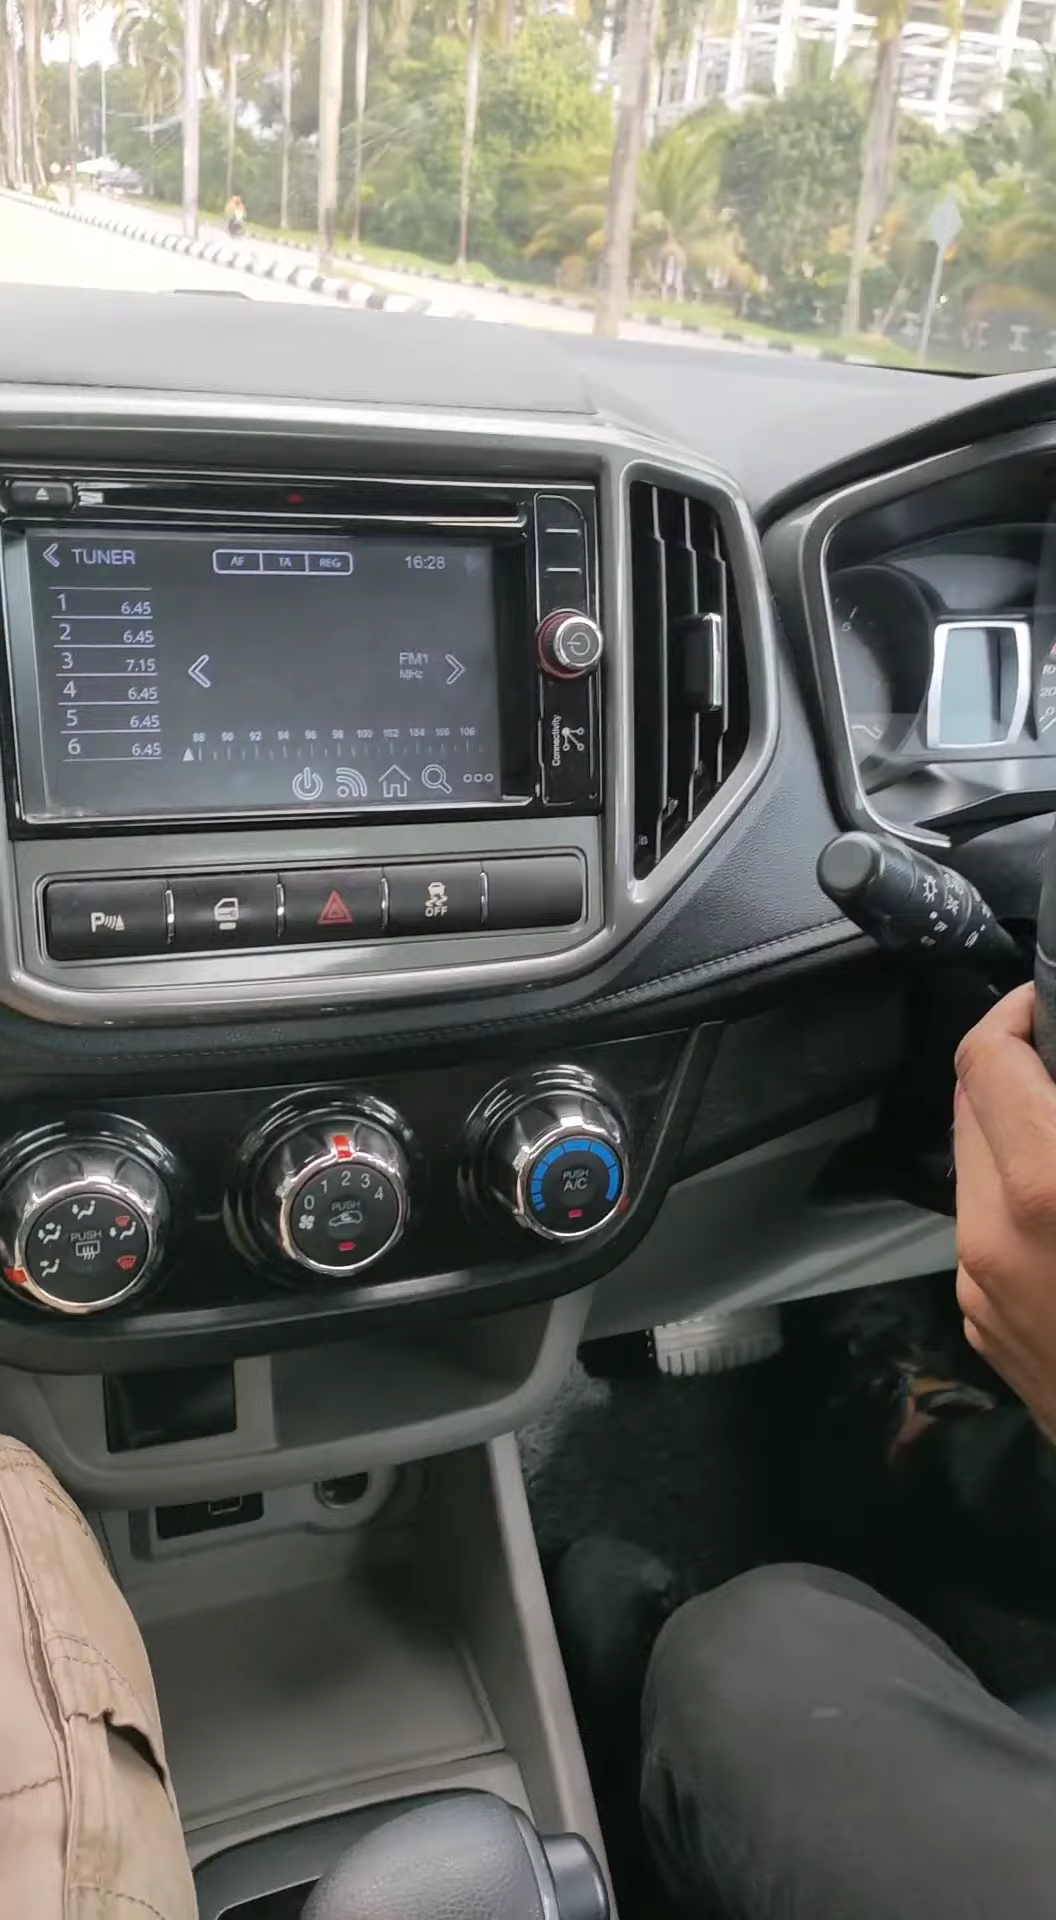 TUNER
AF TA REG
16:28
1 6.45
2 6.45
3 7.15
4 6.45
5 6.45
6 6.45
FM1
MHz
88 90 92 94 96 98 100 102 104 106 108
Connectivity
P
OFF
PUSH
0 1 2 3 4
PUSH
PUSH
A/C